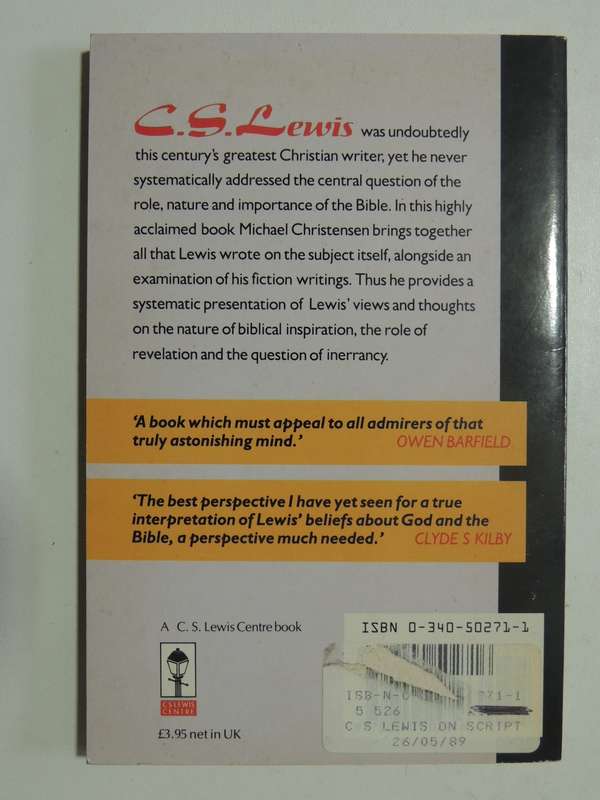 C.S. Lewis was undoubtedly
this century's greatest Christian writer, yet he never
systematically addressed the central question of the
role, nature and importance of the Bible. In this highly
acclaimed book Michael Christensen brings together
all that Lewis wrote on the subject itself, alongside an
examination of his fiction writings. Thus he provides a
systematic presentation of Lewis' views and thoughts
on the nature of biblical inspiration, the role of
revelation and the question of inerrancy.
'A book which must appeal to all admirers of that
truly astonishing mind.' OWEN BARFIELD
'The best perspective I have yet seen for a true
interpretation of Lewis' beliefs about God and the
Bible, a perspective much needed.' CLYDE S KILBY
A C. S. Lewis Centre book
C.S. LEWIS
CENTRE
£3.95 net in UK
ISBN 0-340-50271-1
ISB-N-0 271-1
5 526
C S LEWIS ON SCRIPT
26/05/89